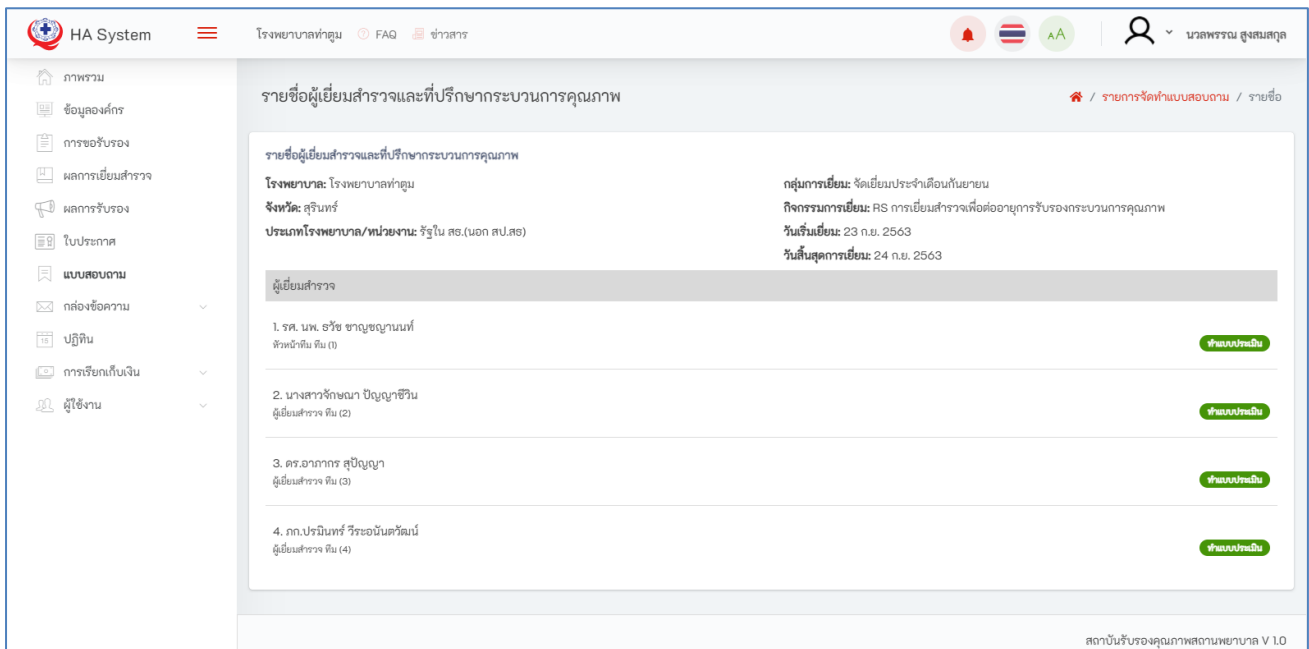 HA System
โรงพยาบาลท่าตูม FAQ ข่าวสาร
AA
นวลพรรณ สูงสมสกุล
ภาพรวม
ข้อมูลองค์กร
การขอรับรอง
ผลการเยี่ยมสำรวจ
ผลการรับรอง
ใบประกาศ
แบบสอบถาม
กล่องข้อความ
ปฏิทิน
การเรียกเก็บเงิน
ผู้ใช้งาน
รายชื่อผู้เยี่ยมสำรวจและที่ปรึกษากระบวนการคุณภาพ
/ รายการจัดทำแบบสอบถาม / รายชื่อ
รายชื่อผู้เยี่ยมสำรวจและที่ปรึกษากระบวนการคุณภาพ
โรงพยาบาล: โรงพยาบาลท่าตูม
จังหวัด: สุรินทร์
ประเภทโรงพยาบาล/หน่วยงาน: รัฐใน สธ.(นอก สป.สธ)
กลุ่มการเยี่ยม: จัดเยี่ยมประจำเดือนกันยายน
กิจกรรมการเยี่ยม: RS การเยี่ยมสำรวจเพื่อต่ออายุการรับรองกระบวนการคุณภาพ
วันเริ่มเยี่ยม: 23 ก.ย. 2563
วันสิ้นสุดการเยี่ยม: 24 ก.ย. 2563
ผู้เยี่ยมสำรวจ
1. รศ. นพ. ธวัช ชาญชญานนท์
หัวหน้าทีม ทีม (1)
ทำแบบประเมิน
2. นางสาวจักษณา ปัญญาชีวิน
ผู้เยี่ยมสำรวจ ทีม (2)
ทำแบบประเมิน
3. ดร.อาภากร สุปัญญา
ผู้เยี่ยมสำรวจ ทีม (3)
ทำแบบประเมิน
4. ภก.ปรมินทร์ วีระอนันตวัฒน์
ผู้เยี่ยมสำรวจ ทีม (4)
ทำแบบประเมิน
สถาบันรับรองคุณภาพสถานพยาบาล V 1.0